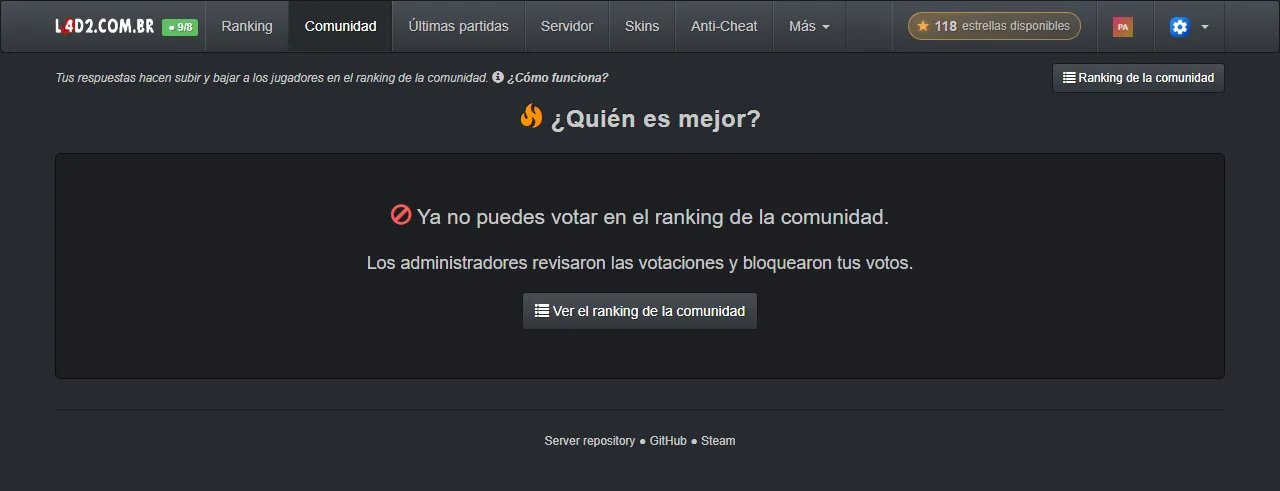 L4D2.COM.BR 9/8 Ranking Comunidad Últimas partidas Servidor Skins Anti-Cheat Más 118 estrellas disponibles PA
Tus respuestas hacen subir y bajar a los jugadores en el ranking de la comunidad. ¿Cómo funciona? Ranking de la comunidad
¿Quién es mejor?
Ya no puedes votar en el ranking de la comunidad.
Los administradores revisaron las votaciones y bloquearon tus votos.
Ver el ranking de la comunidad
Server repository ● GitHub ● Steam